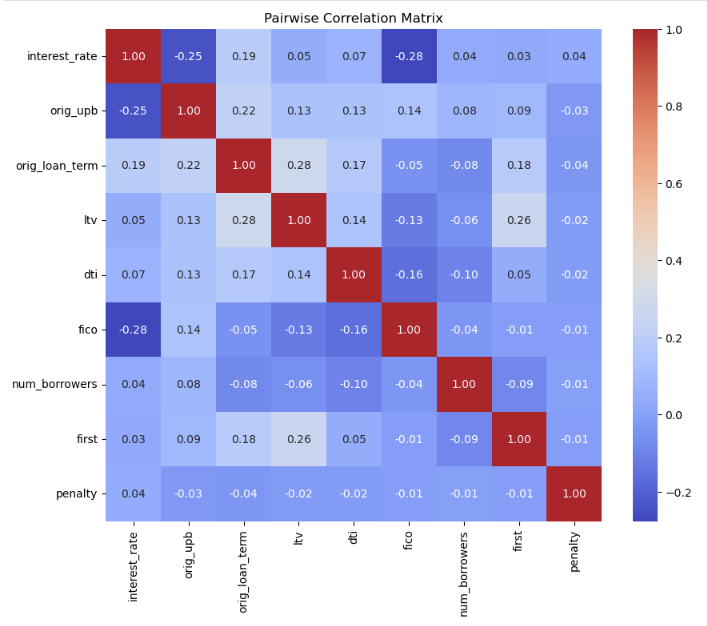 Pairwise Correlation Matrix
interest_rate 1.00 -0.25 0.19 0.05 0.07 -0.28 0.04 0.03 0.04
orig_upb -0.25 1.00 0.22 0.13 0.13 0.14 0.08 0.09 -0.03
orig_loan_term 0.19 0.22 1.00 0.28 0.17 -0.05 -0.08 0.18 -0.04
ltv 0.05 0.13 0.28 1.00 0.14 -0.13 -0.06 0.26 -0.02
dti 0.07 0.13 0.17 0.14 1.00 -0.16 -0.10 0.05 -0.02
fico -0.28 0.14 -0.05 -0.13 -0.16 1.00 -0.04 -0.01 -0.01
num_borrowers 0.04 0.08 -0.08 -0.06 -0.10 -0.04 1.00 -0.09 -0.01
first 0.03 0.09 0.18 0.26 0.05 -0.01 -0.09 1.00 -0.01
penalty 0.04 -0.03 -0.04 -0.02 -0.02 -0.01 -0.01 -0.01 1.00
interest_rate orig_upb orig_loan_term ltv dti fico num_borrowers first penalty
1.0
0.8
0.6
0.4
0.2
0.0
−0.2